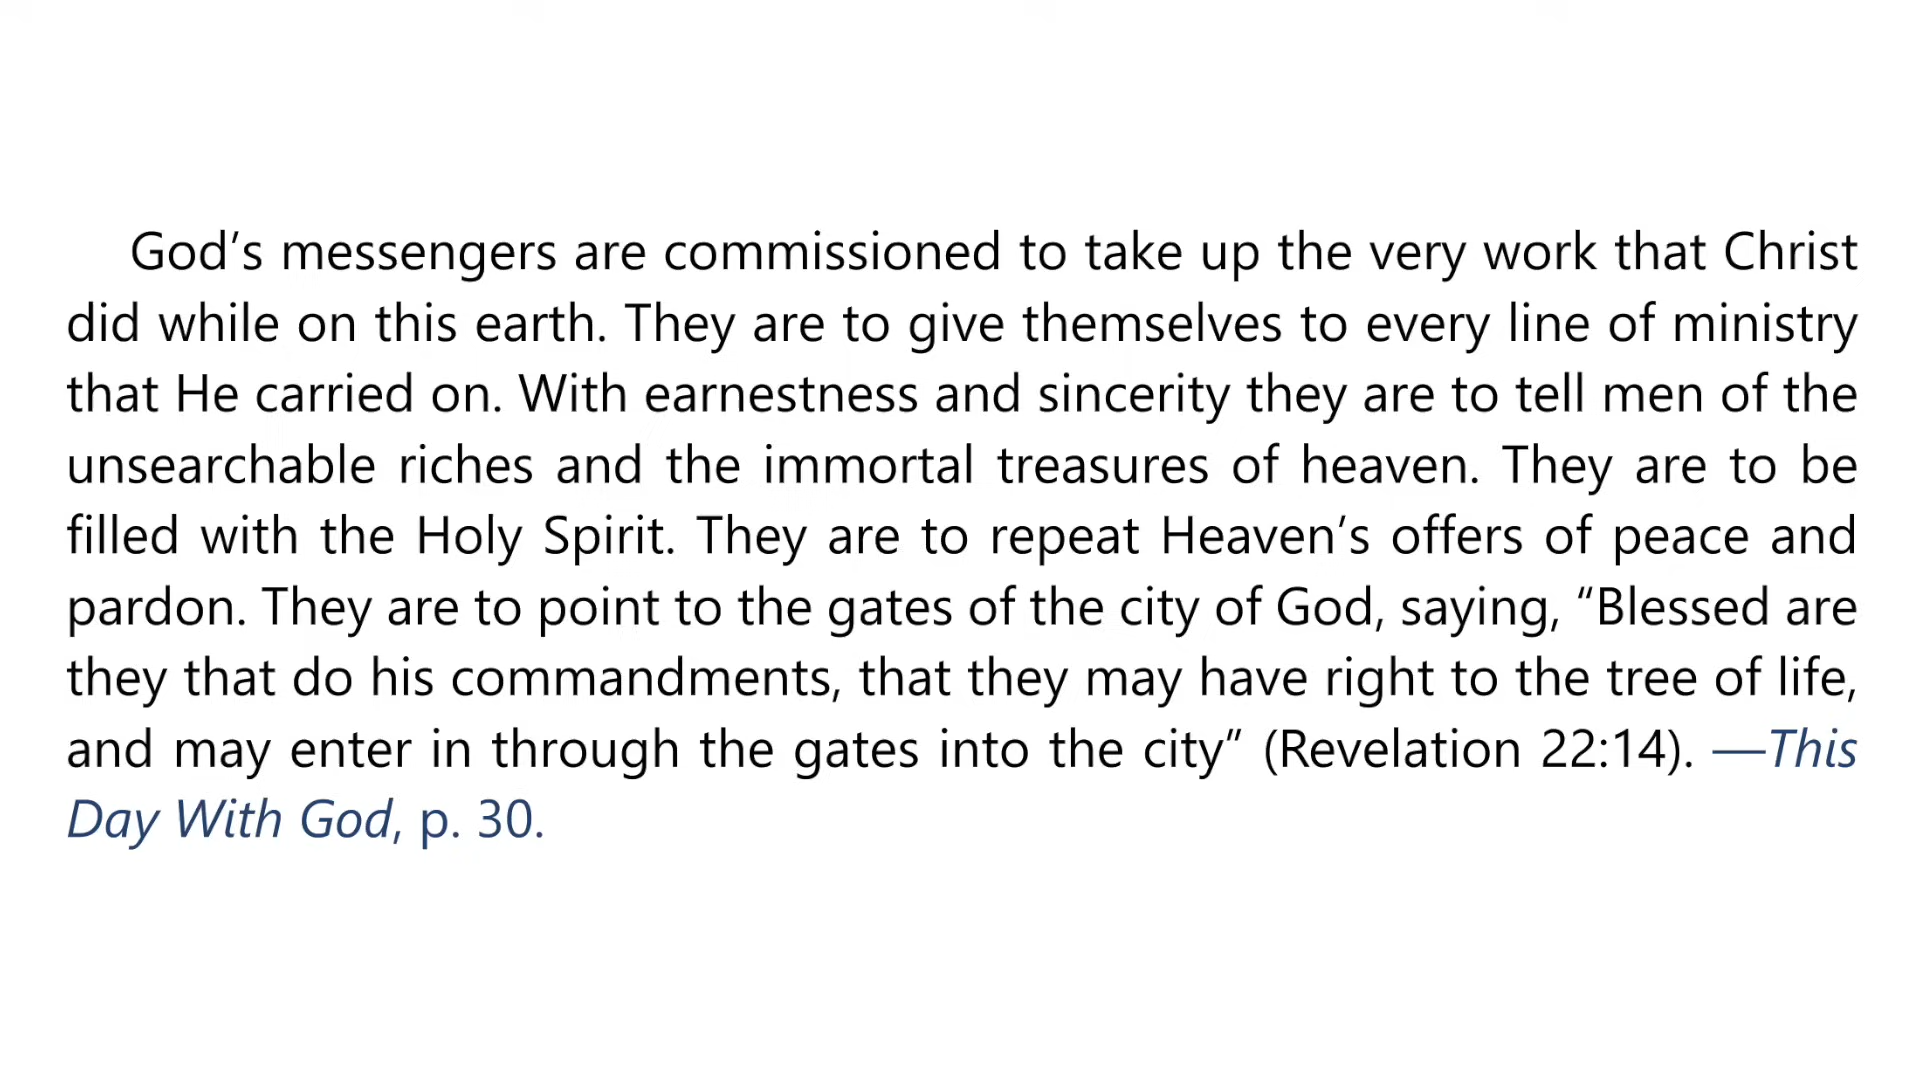 God’s messengers are commissioned to take up the very work that Christ
did while on this earth. They are to give themselves to every line of ministry
that He carried on. With earnestness and sincerity they are to tell men of the
unsearchable riches and the immortal treasures of heaven. They are to be
filled with the Holy Spirit. They are to repeat Heaven’s offers of peace and
pardon. They are to point to the gates of the city of God, saying, “Blessed are
they that do his commandments, that they may have right to the tree of life,
and may enter in through the gates into the city” (Revelation 22:14). —This
Day With God, p. 30.